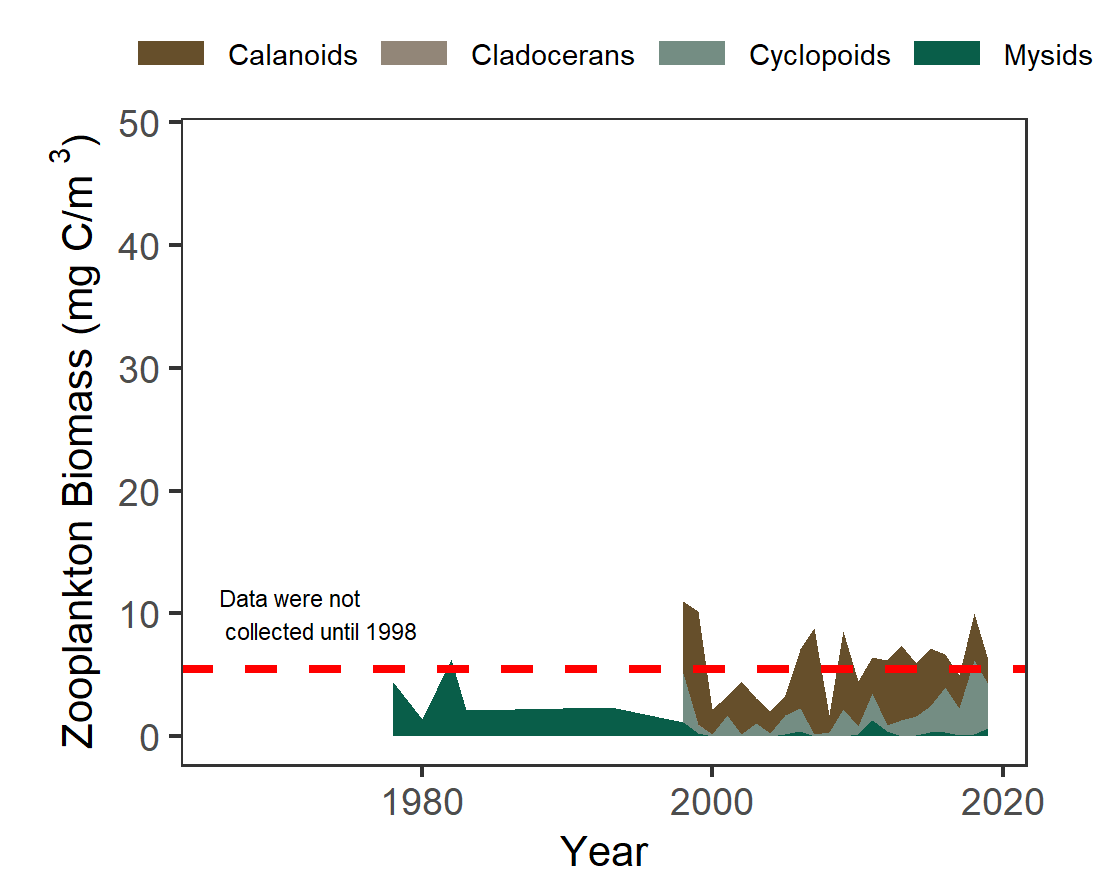 Calanoids Cladocerans Cyclopoids Mysids
Zooplankton Biomass (mg C/m ³)
50
40
30
20
10
0
Data were not
collected until 1998
1980 2000 2020
Year